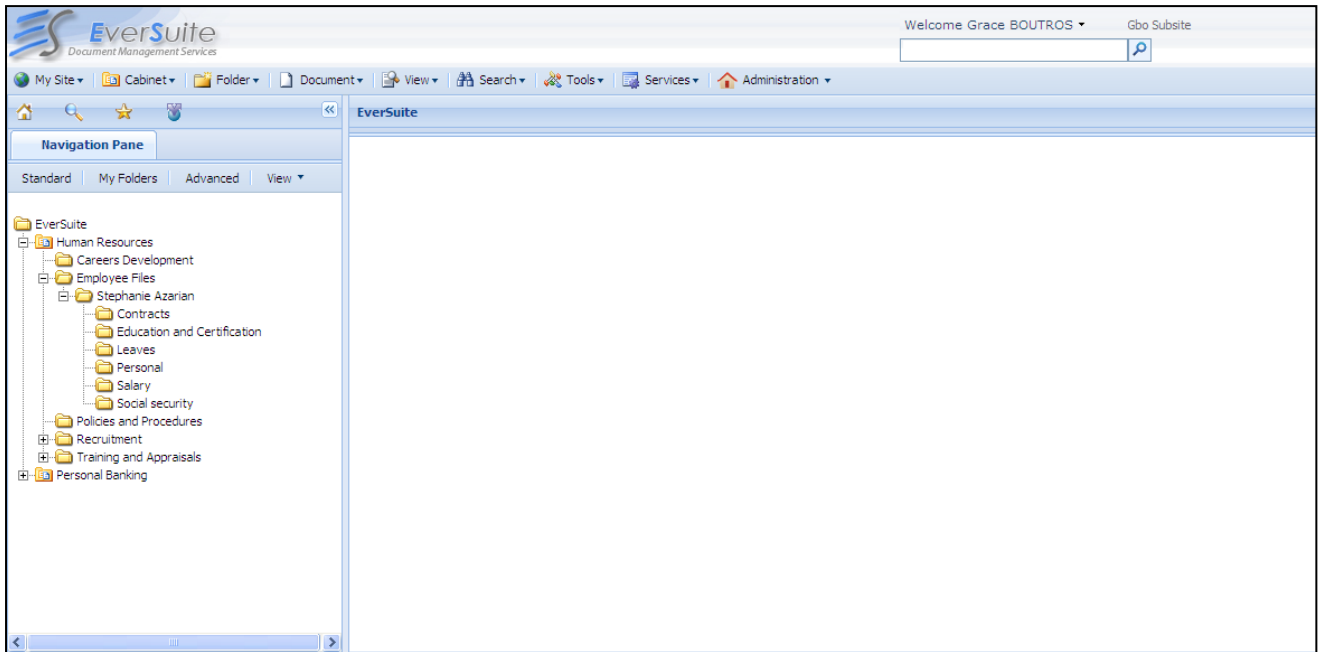 EverSuite
Document Management Services
Welcome Grace BOUTROS Gbo Subsite
My Site Cabinet Folder Document View Search Tools Services Administration
EverSuite
Navigation Pane
Standard My Folders Advanced View
EverSuite
Human Resources
Careers Development
Employee Files
Stephanie Azarian
Contracts
Education and Certification
Leaves
Personal
Salary
Social security
Policies and Procedures
Recruitment
Training and Appraisals
Personal Banking